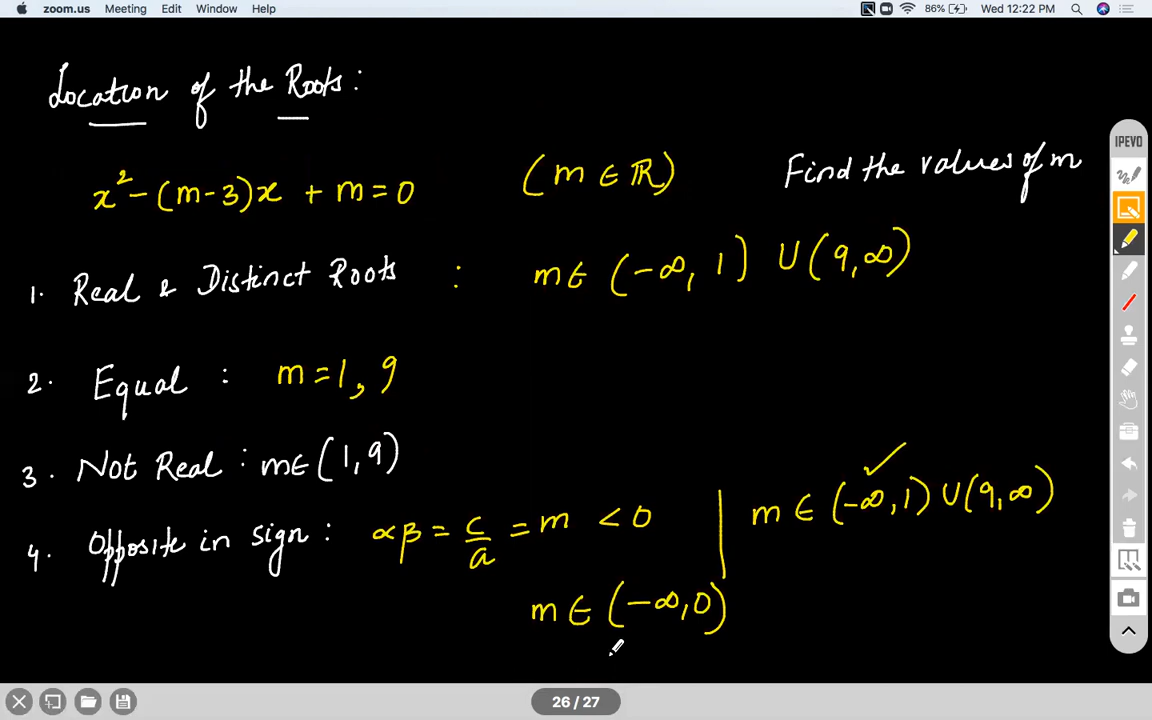 zoom.us Meeting Edit Window Help 86% Wed 12:22 PM
Location of the Roots:
x² - (m-3)x + m = 0 (m ∈ ℝ) Find the values of m
1. Real & Distinct Roots : m ∈ (-∞, 1) ∪ (9, ∞)
2. Equal : m = 1, 9
3. Not Real : m ∈ (1, 9)
4. Opposite in sign : αβ = c/a = m < 0 | m ∈ (-∞, 1) ∪ (9, ∞) ✓
m ∈ (-∞, 0)
IPEVO
26 / 27